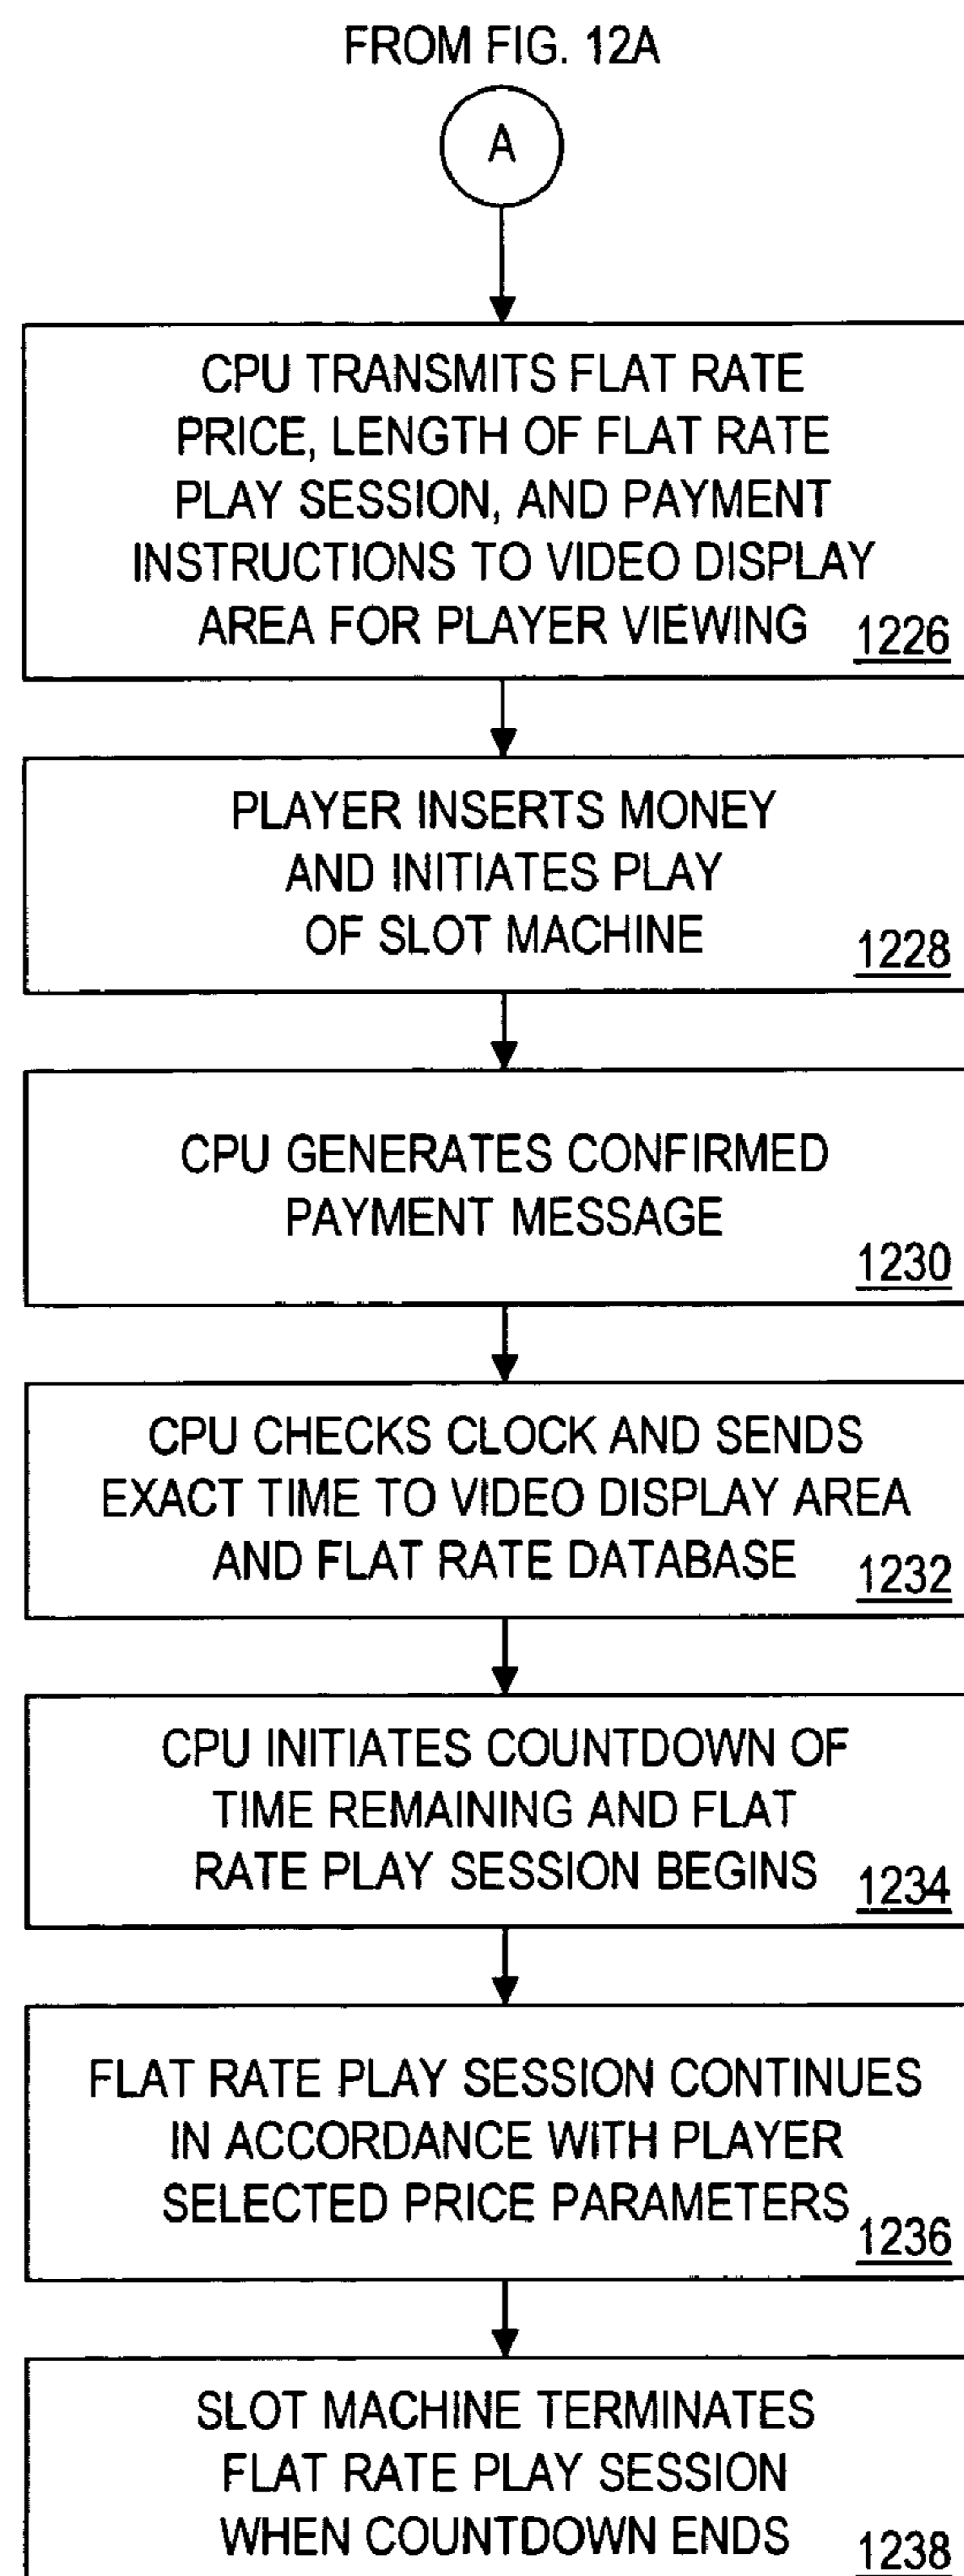 FROM FIG. 12A
A
CPU TRANSMITS FLAT RATE
PRICE, LENGTH OF FLAT RATE
PLAY SESSION, AND PAYMENT
INSTRUCTIONS TO VIDEO DISPLAY
AREA FOR PLAYER VIEWING 1226
PLAYER INSERTS MONEY
AND INITIATES PLAY
OF SLOT MACHINE 1228
CPU GENERATES CONFIRMED
PAYMENT MESSAGE
1230
CPU CHECKS CLOCK AND SENDS
EXACT TIME TO VIDEO DISPLAY AREA
AND FLAT RATE DATABASE 1232
CPU INITIATES COUNTDOWN OF
TIME REMAINING AND FLAT
RATE PLAY SESSION BEGINS 1234
FLAT RATE PLAY SESSION CONTINUES
IN ACCORDANCE WITH PLAYER
SELECTED PRICE PARAMETERS
1236
SLOT MACHINE TERMINATES
FLAT RATE PLAY SESSION
WHEN COUNTDOWN ENDS 1238